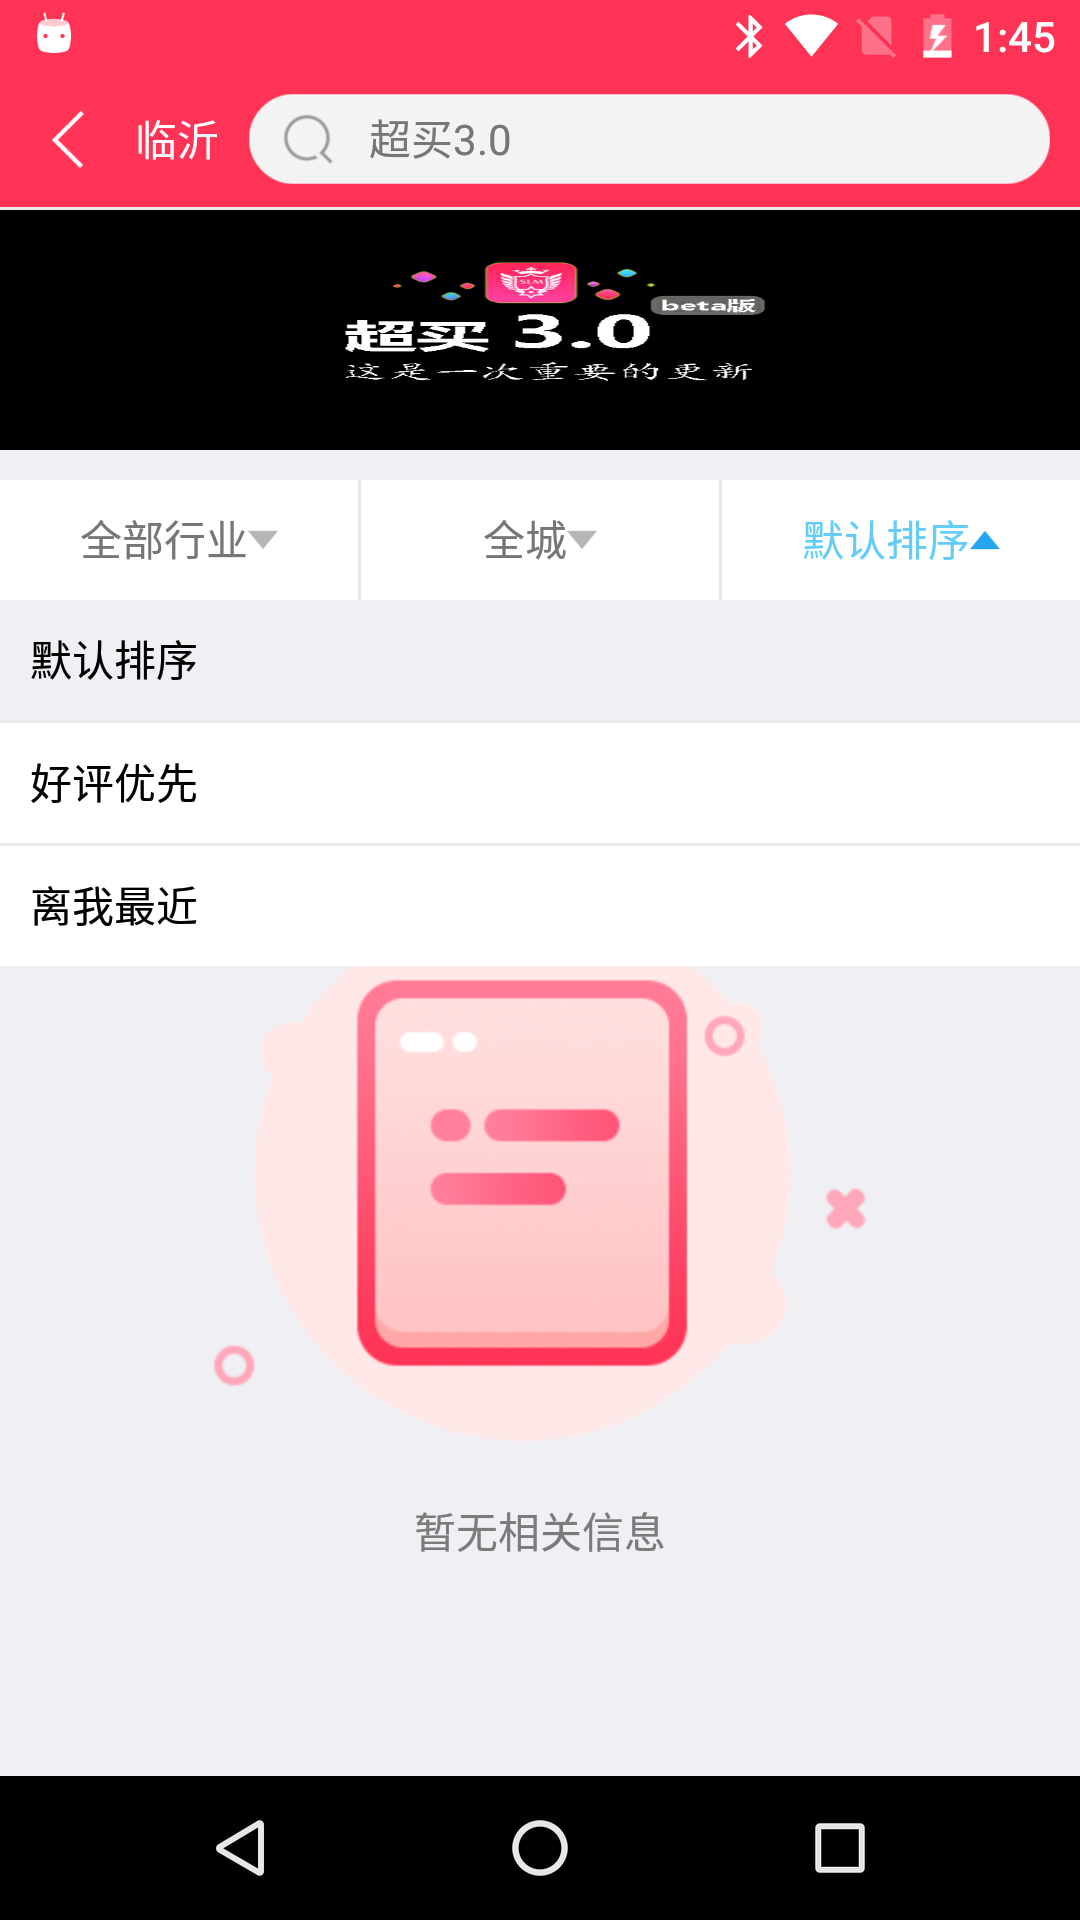 1:45
临沂
超买3.0
SLM
beta版
超买 3.0
这是一次重要的更新
全部行业
全城
默认排序
默认排序
好评优先
离我最近
暂无相关信息